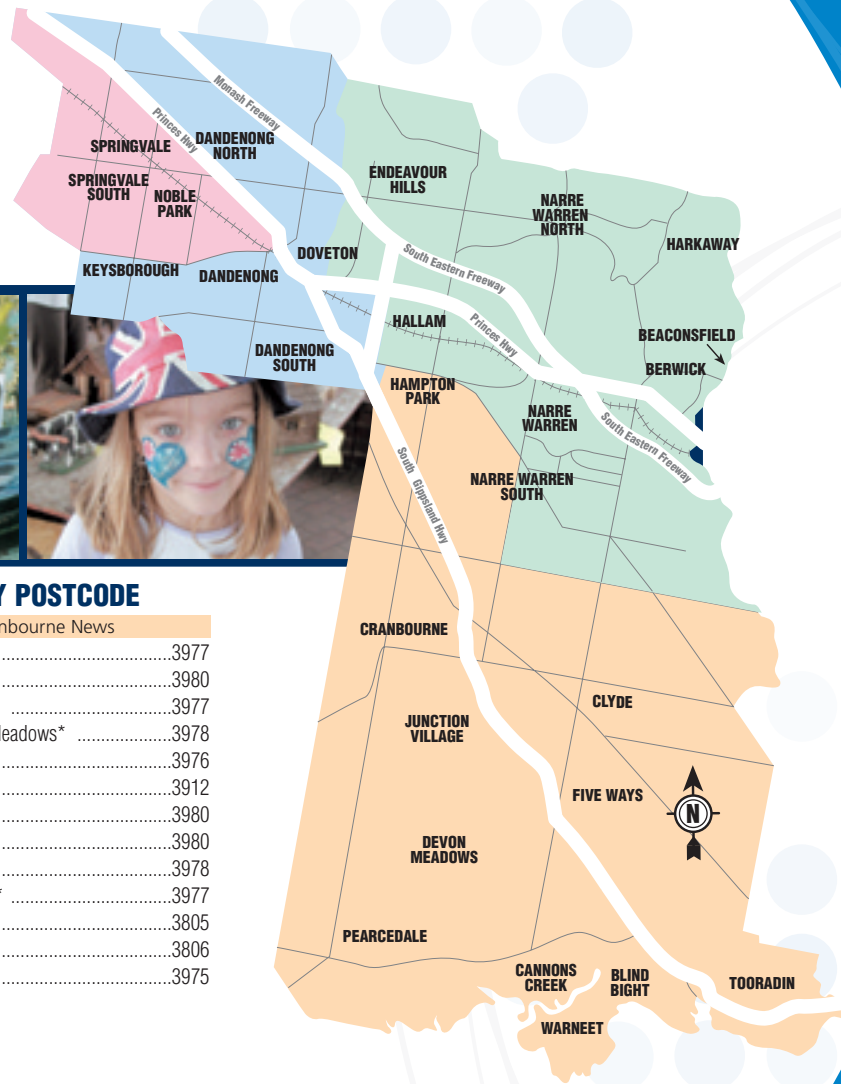 Monash Freeway
Princes Hwy
DANDENONG
NORTH
SPRINGVALE
SPRINGVALE
SOUTH
NOBLE
PARK
ENDEAVOUR
HILLS
NARRE
WARREN
NORTH
HARKAWAY
DOVETON
South Eastern Freeway
KEYSBOROUGH
DANDENONG
HALLAM
Princes Hwy
BEACONSFIELD
BERWICK
DANDENONG
SOUTH
HAMPTON
PARK
NARRE
WARREN
South Eastern Freeway
South Gippsland Hwy
NARRE WARREN
SOUTH
Y POSTCODE
nbourne News
...3977
...3980
...3977
Meadows* ...3978
...3976
...3912
...3980
...3980
...3978
* ...3977
...3805
...3806
...3975
CRANBOURNE
CLYDE
JUNCTION
VILLAGE
FIVE WAYS
N
DEVON
MEADOWS
PEARCEDALE
CANNONS
CREEK
BLIND
BIGHT
TOORADIN
WARNEET